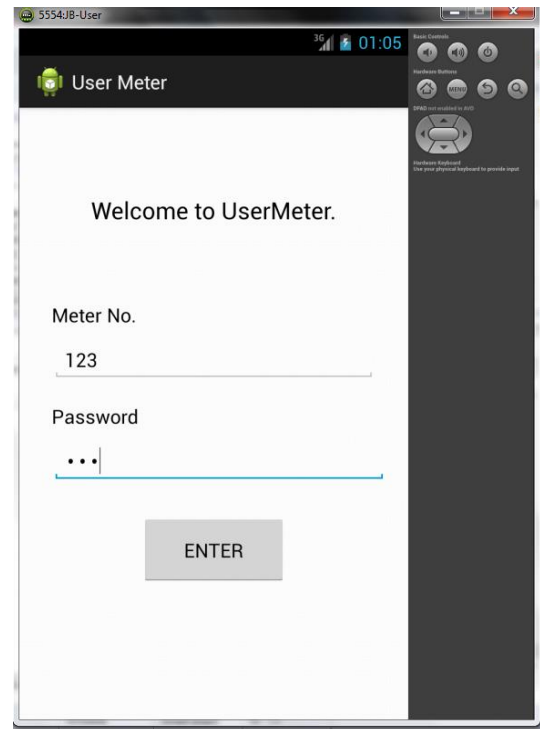 5554:JB-User
3G 01:05
User Meter
Welcome to UserMeter.
Meter No.
123
Password
•••
ENTER
Basic Controls
Hardware Buttons
MENU
DPAD not enabled in AVD
Hardware Keyboard
Use your physical keyboard to provide input